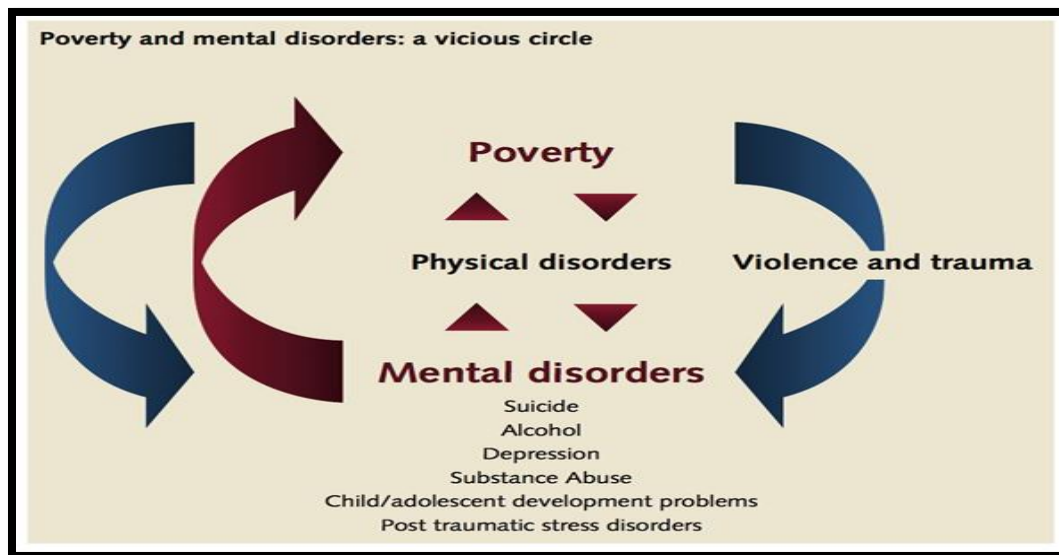 Poverty and mental disorders: a vicious circle
Poverty
Physical disorders
Violence and trauma
Mental disorders
Suicide
Alcohol
Depression
Substance Abuse
Child/adolescent development problems
Post traumatic stress disorders